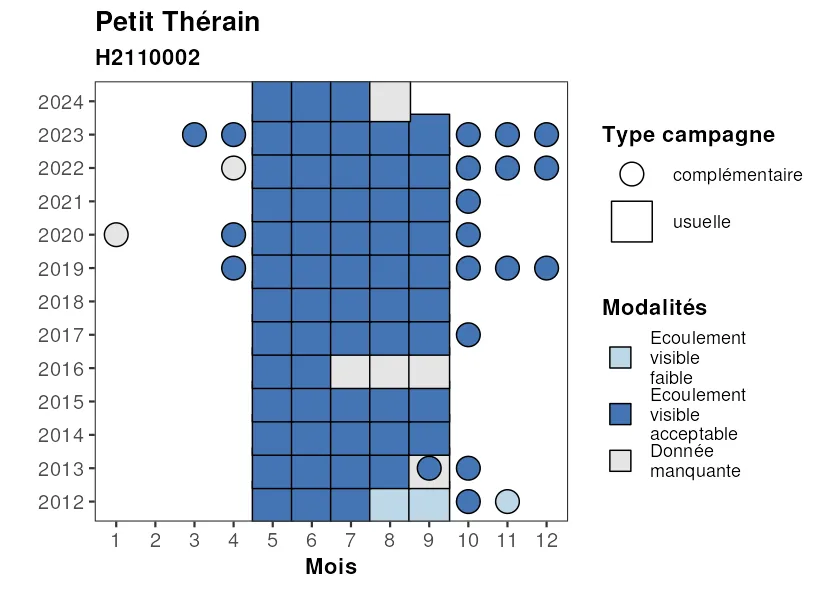 Petit Thérain
H2110002
2024
2023
2022
2021
2020
2019
2018
2017
2016
2015
2014
2013
2012
1 2 3 4 5 6 7 8 9 10 11 12
Mois
Type campagne
complémentaire
usuelle
Modalités
Ecoulement
visible
faible
Ecoulement
visible
acceptable
Donnée
manquante